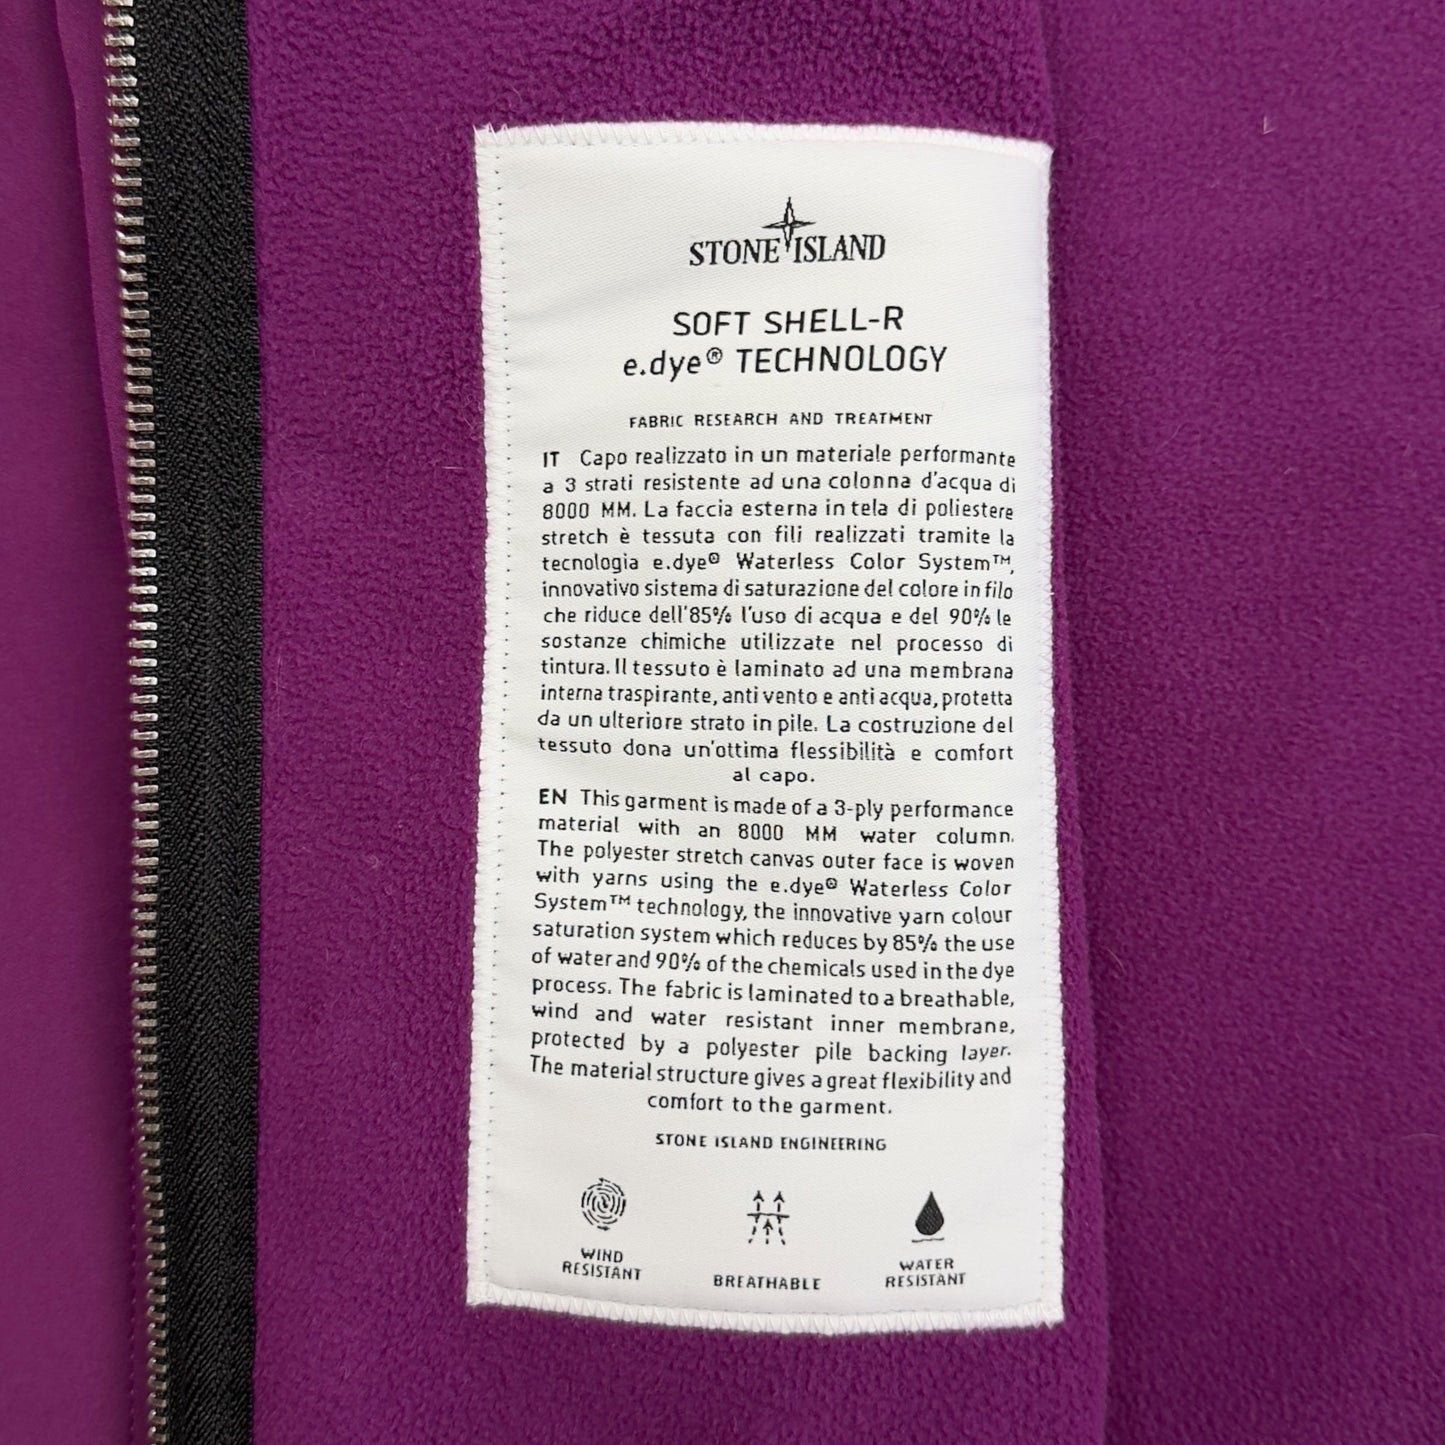 STONE ISLAND
SOFT SHELL-R
e.dye® TECHNOLOGY
FABRIC RESEARCH AND TREATMENT
IT Capo realizzato in un materiale performante
a 3 strati resistente ad una colonna d'acqua di
8000 MM. La faccia esterna in tela di poliestere
stretch è tessuta con fili realizzati tramite la
tecnologia e.dye® Waterless Color System™,
innovativo sistema di saturazione del colore in filo
che riduce dell'85% l'uso di acqua e del 90% le
sostanze chimiche utilizzate nel processo di
tintura. Il tessuto è laminato ad una membrana
interna traspirante, anti vento e anti acqua, protetta
da un ulteriore strato in pile. La costruzione del
tessuto dona un'ottima flessibilità e comfort
al capo.
EN This garment is made of a 3-ply performance
material with an 8000 MM water column.
The polyester stretch canvas outer face is woven
with yarns using the e.dye® Waterless Color
System™ technology, the innovative yarn colour
saturation system which reduces by 85% the use
of water and 90% of the chemicals used in the dye
process. The fabric is laminated to a breathable,
wind and water resistant inner membrane,
protected by a polyester pile backing layer.
The material structure gives a great flexibility and
comfort to the garment.
STONE ISLAND ENGINEERING
WIND
RESISTANT
BREATHABLE
WATER
RESISTANT